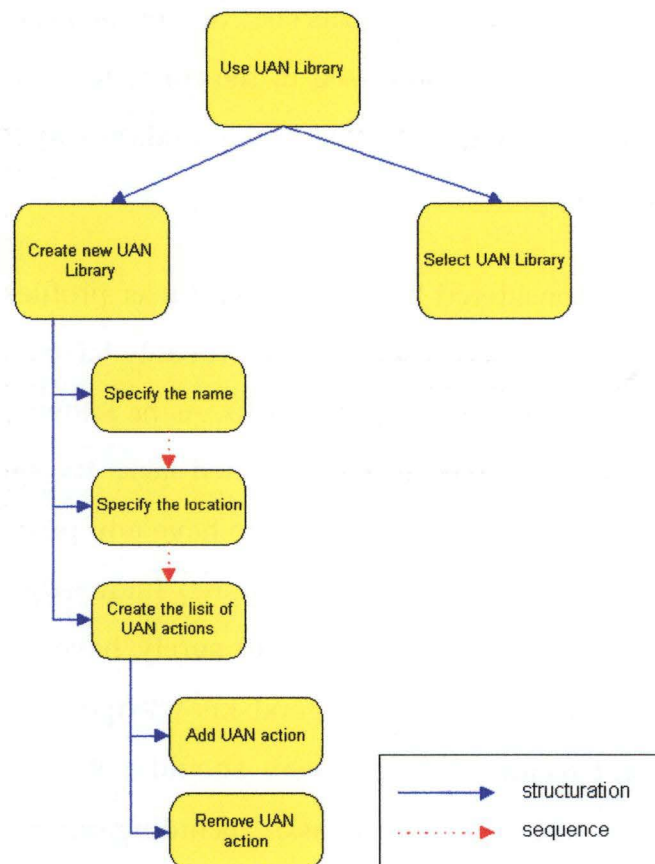 Use UAN Library
Create new UAN
Library
Select UAN Library
Specify the name
Specify the location
Create the lisit of
UAN actions
Add UAN action
Remove UAN
action
structuration
sequence